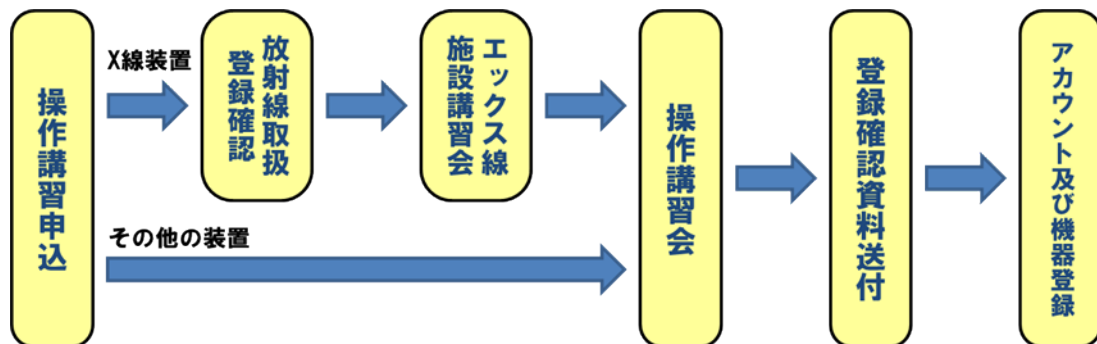 操作講習申込
X線装置
放射線取扱
登録確認
エックス線
施設講習会
その他の装置
操作講習会
登録確認資料送付
アカウント及び機器登録